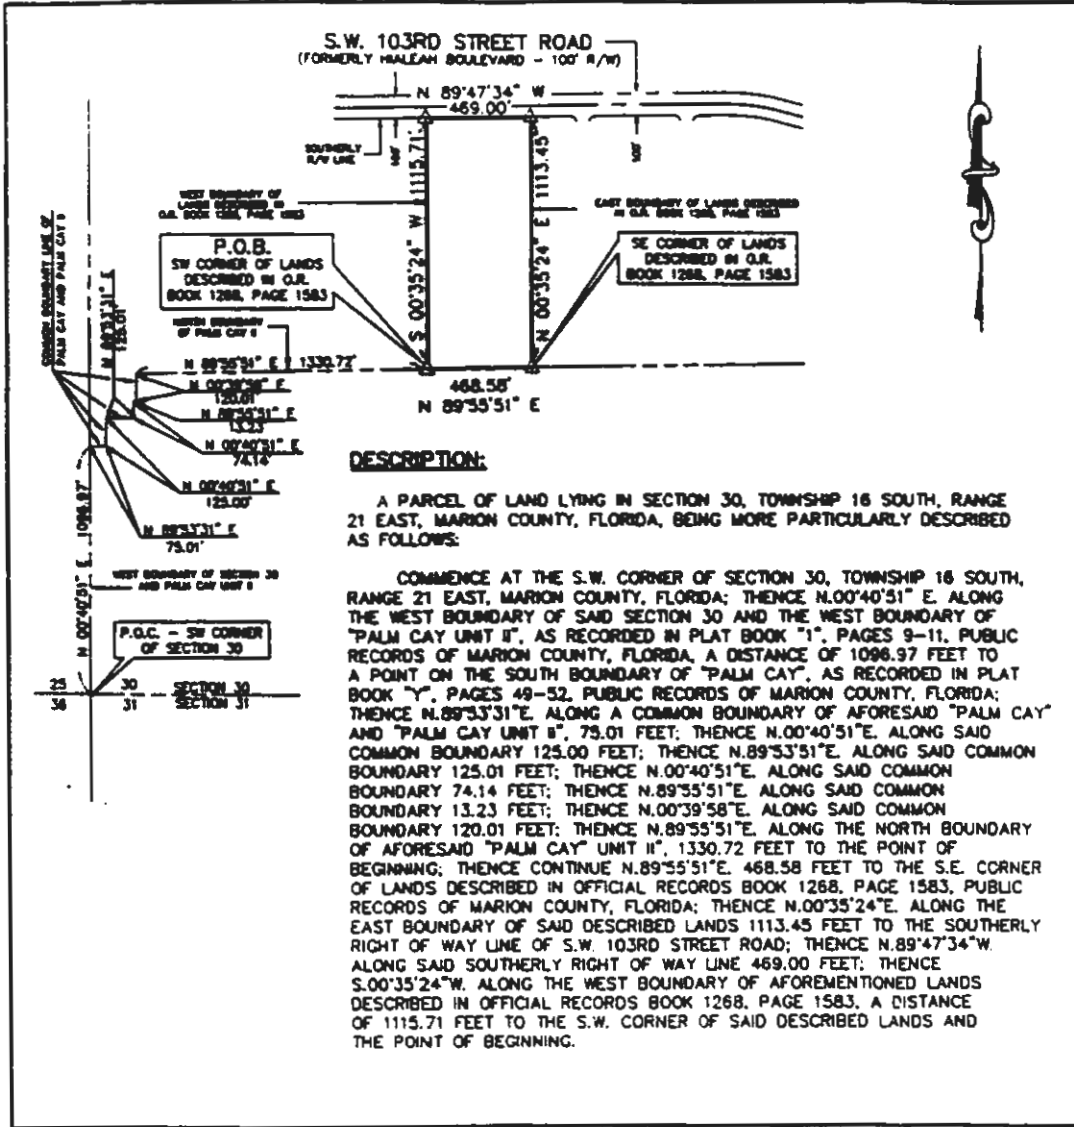 S.W. 103RD STREET ROAD
(FORMERLY HIALEAH BOULEVARD - 100' R/W)
N 89°47'34" W
469.00'
SOUTHERLY
R/W LINE
100'
100'
S 00°35'24" W 1115.71'
N 00°35'24" E 1113.45'
WEST BOUNDARY OF
LANDS DESCRIBED IN
O.R. BOOK 1268, PAGE 1583
EAST BOUNDARY OF LANDS DESCRIBED
IN O.R. BOOK 1268, PAGE 1583
P.O.B.
SW CORNER OF LANDS
DESCRIBED IN O.R.
BOOK 1268, PAGE 1583
SE CORNER OF LANDS
DESCRIBED IN O.R.
BOOK 1268, PAGE 1583
COMMON BOUNDARY LINE OF
PALM CAY AND PALM CAY II
N 89°53'31" E
125.01'
NORTH BOUNDARY
OF PALM CAY II
N 89°55'51" E 1330.72'
N 00°39'58" E
120.01'
N 89°55'51" E
13.23'
N 00°40'51" E
74.14'
N 00°40'51" E
125.00'
N 89°53'31" E
75.01'
468.58'
N 89°55'51" E
N 00°40'51" E 1096.97'
WEST BOUNDARY OF SECTION 30
AND PALM CAY UNIT II
P.O.C. - SW CORNER
OF SECTION 30
25 30 SECTION 30
36 31 SECTION 31
DESCRIPTION:
A PARCEL OF LAND LYING IN SECTION 30, TOWNSHIP 16 SOUTH, RANGE
21 EAST, MARION COUNTY, FLORIDA, BEING MORE PARTICULARLY DESCRIBED
AS FOLLOWS:
COMMENCE AT THE S.W. CORNER OF SECTION 30, TOWNSHIP 16 SOUTH,
RANGE 21 EAST, MARION COUNTY, FLORIDA; THENCE N.00°40'51" E. ALONG
THE WEST BOUNDARY OF SAID SECTION 30 AND THE WEST BOUNDARY OF
"PALM CAY UNIT II", AS RECORDED IN PLAT BOOK "1", PAGES 9-11, PUBLIC
RECORDS OF MARION COUNTY, FLORIDA, A DISTANCE OF 1096.97 FEET TO
A POINT ON THE SOUTH BOUNDARY OF "PALM CAY", AS RECORDED IN PLAT
BOOK "Y", PAGES 49-52, PUBLIC RECORDS OF MARION COUNTY, FLORIDA;
THENCE N.89°53'31"E. ALONG A COMMON BOUNDARY OF AFORESAID "PALM CAY"
AND "PALM CAY UNIT II", 75.01 FEET; THENCE N.00°40'51"E. ALONG SAID
COMMON BOUNDARY 125.00 FEET; THENCE N.89°53'51"E. ALONG SAID COMMON
BOUNDARY 125.01 FEET; THENCE N.00°40'51"E. ALONG SAID COMMON
BOUNDARY 74.14 FEET; THENCE N.89°55'51"E. ALONG SAID COMMON
BOUNDARY 13.23 FEET; THENCE N.00°39'58"E. ALONG SAID COMMON
BOUNDARY 120.01 FEET; THENCE N.89°55'51"E. ALONG THE NORTH BOUNDARY
OF AFORESAID "PALM CAY" UNIT II", 1330.72 FEET TO THE POINT OF
BEGINNING; THENCE CONTINUE N.89°55'51"E. 468.58 FEET TO THE S.E. CORNER
OF LANDS DESCRIBED IN OFFICIAL RECORDS BOOK 1268, PAGE 1583, PUBLIC
RECORDS OF MARION COUNTY, FLORIDA; THENCE N.00°35'24"E. ALONG THE
EAST BOUNDARY OF SAID DESCRIBED LANDS 1113.45 FEET TO THE SOUTHERLY
RIGHT OF WAY LINE OF S.W. 103RD STREET ROAD; THENCE N.89°47'34"W.
ALONG SAID SOUTHERLY RIGHT OF WAY LINE 469.00 FEET; THENCE
S.00°35'24"W. ALONG THE WEST BOUNDARY OF AFOREMENTIONED LANDS
DESCRIBED IN OFFICIAL RECORDS BOOK 1268, PAGE 1583, A DISTANCE
OF 1115.71 FEET TO THE S.W. CORNER OF SAID DESCRIBED LANDS AND
THE POINT OF BEGINNING.